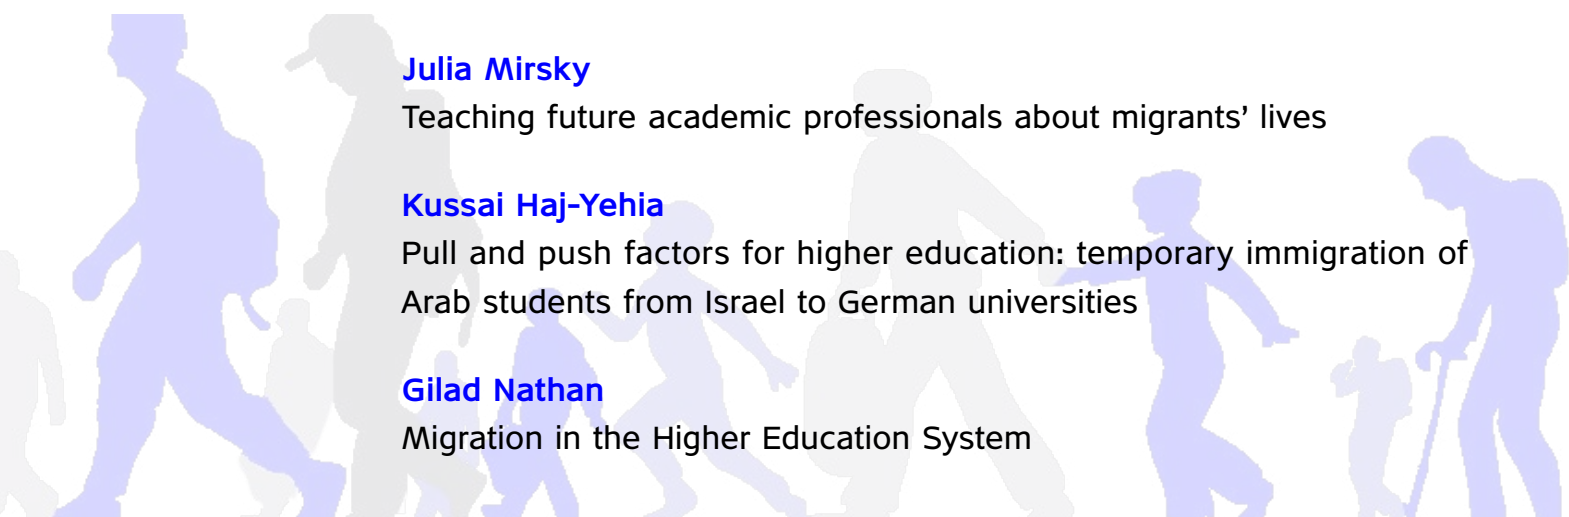 Julia Mirsky
Teaching future academic professionals about migrants' lives
Kussai Haj-Yehia
Pull and push factors for higher education: temporary immigration of
Arab students from Israel to German universities
Gilad Nathan
Migration in the Higher Education System